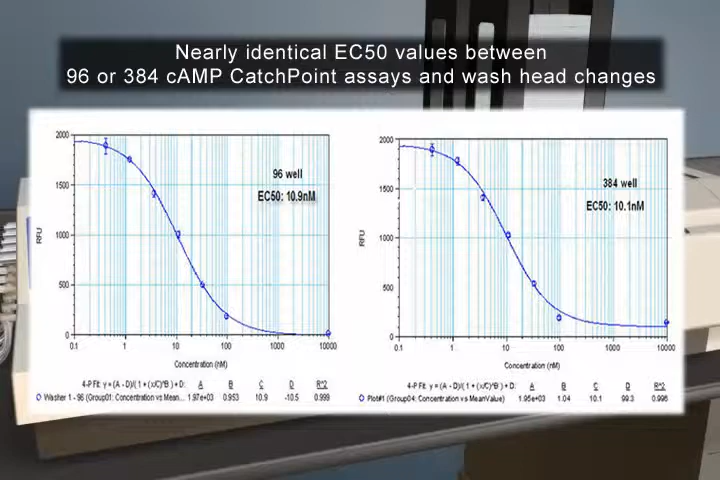 Nearly identical EC50 values between
96 or 384 cAMP CatchPoint assays and wash head changes
2000
1500
1000
500
0
RFU
96 well
EC50: 10.9nM
0.1 1 10 100 1000 10000
Concentration (nM)
4-P Fit: y = (A - D)/( 1 + (x/C)^B ) + D: A B C D R^2
Washer 1 - 96 (Group01: Concentration vs Mean... 1.97e+03 0.953 10.9 -10.5 0.999
2000
1500
1000
500
0
RFU
384 well
EC50: 10.1nM
0.1 1 10 100 1000 10000
Concentration (nM)
4-P Fit: y = (A - D)/( 1 + (x/C)^B ) + D: A B C D R^2
Plot#1 (Group04: Concentration vs MeanValue) 1.95e+03 1.04 10.1 99.3 0.996